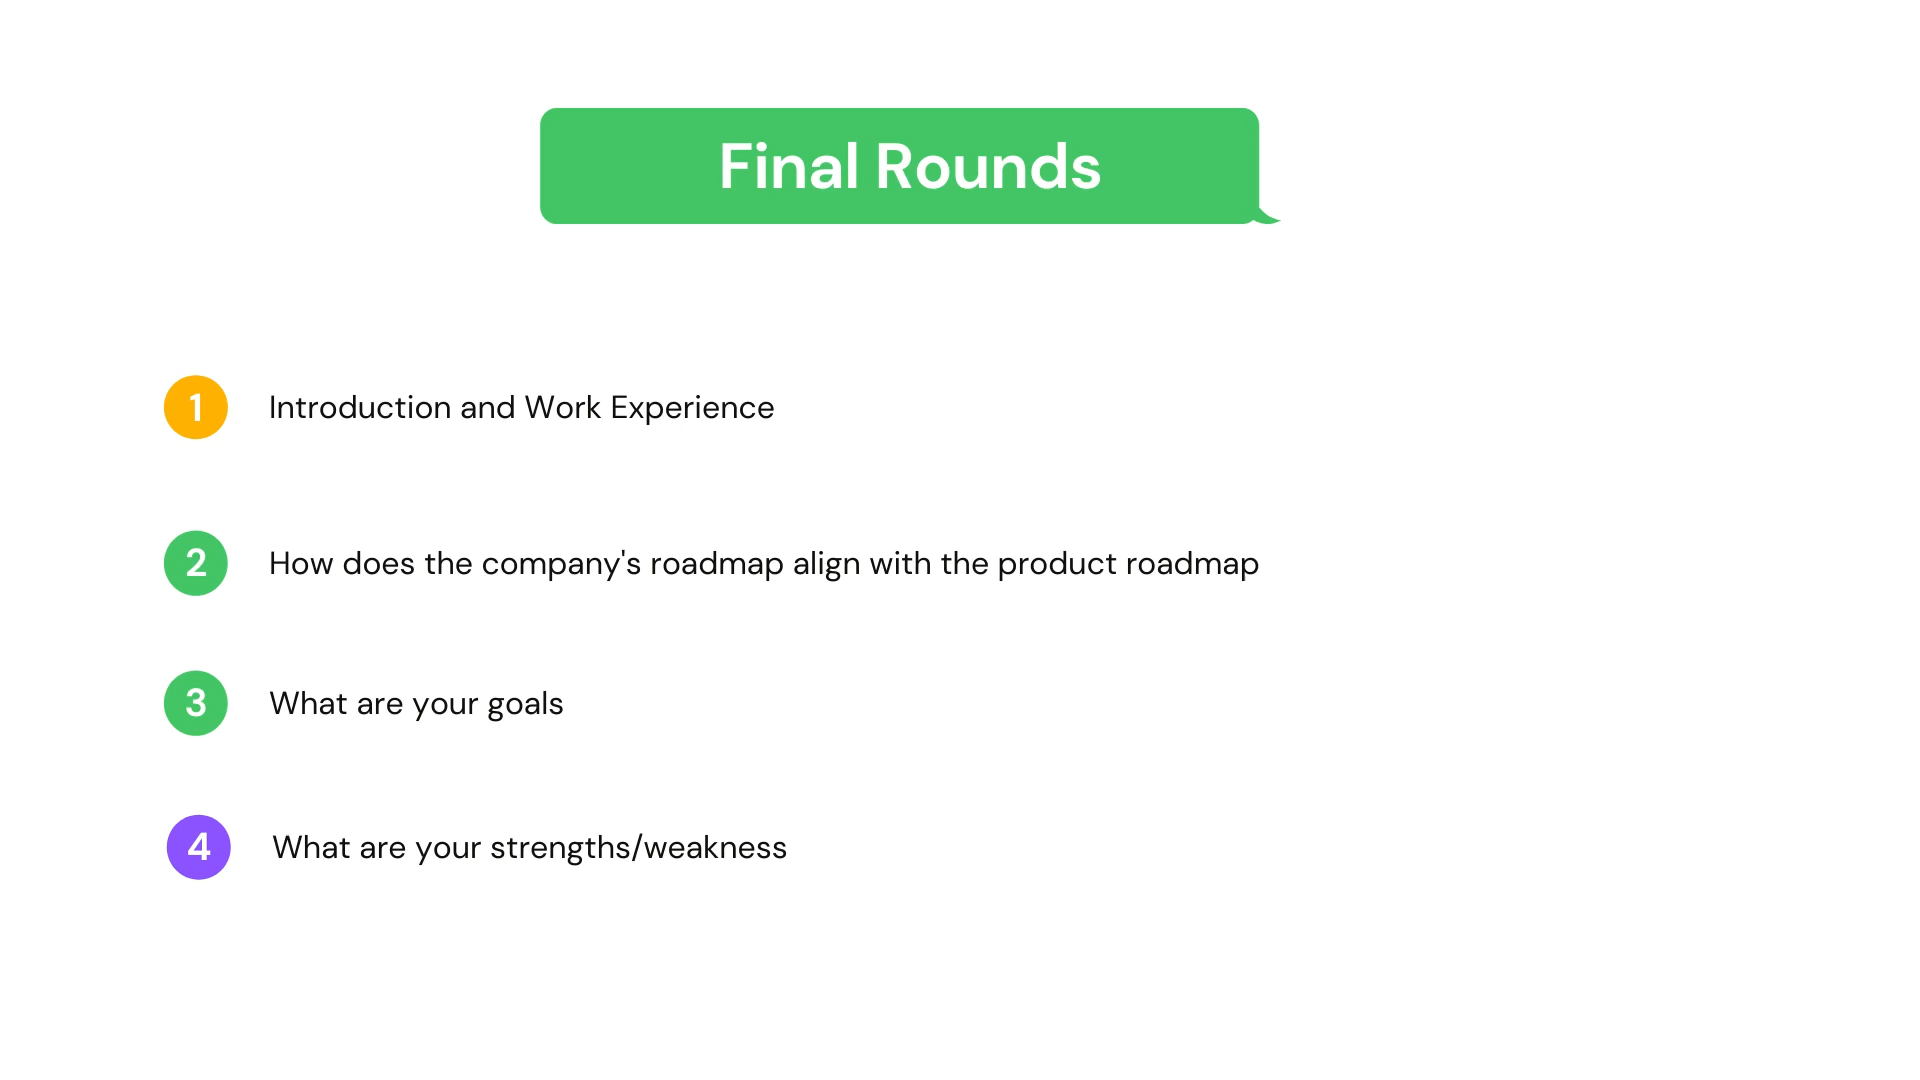 Final Rounds
1 Introduction and Work Experience
2 How does the company's roadmap align with the product roadmap
3 What are your goals
4 What are your strengths/weakness